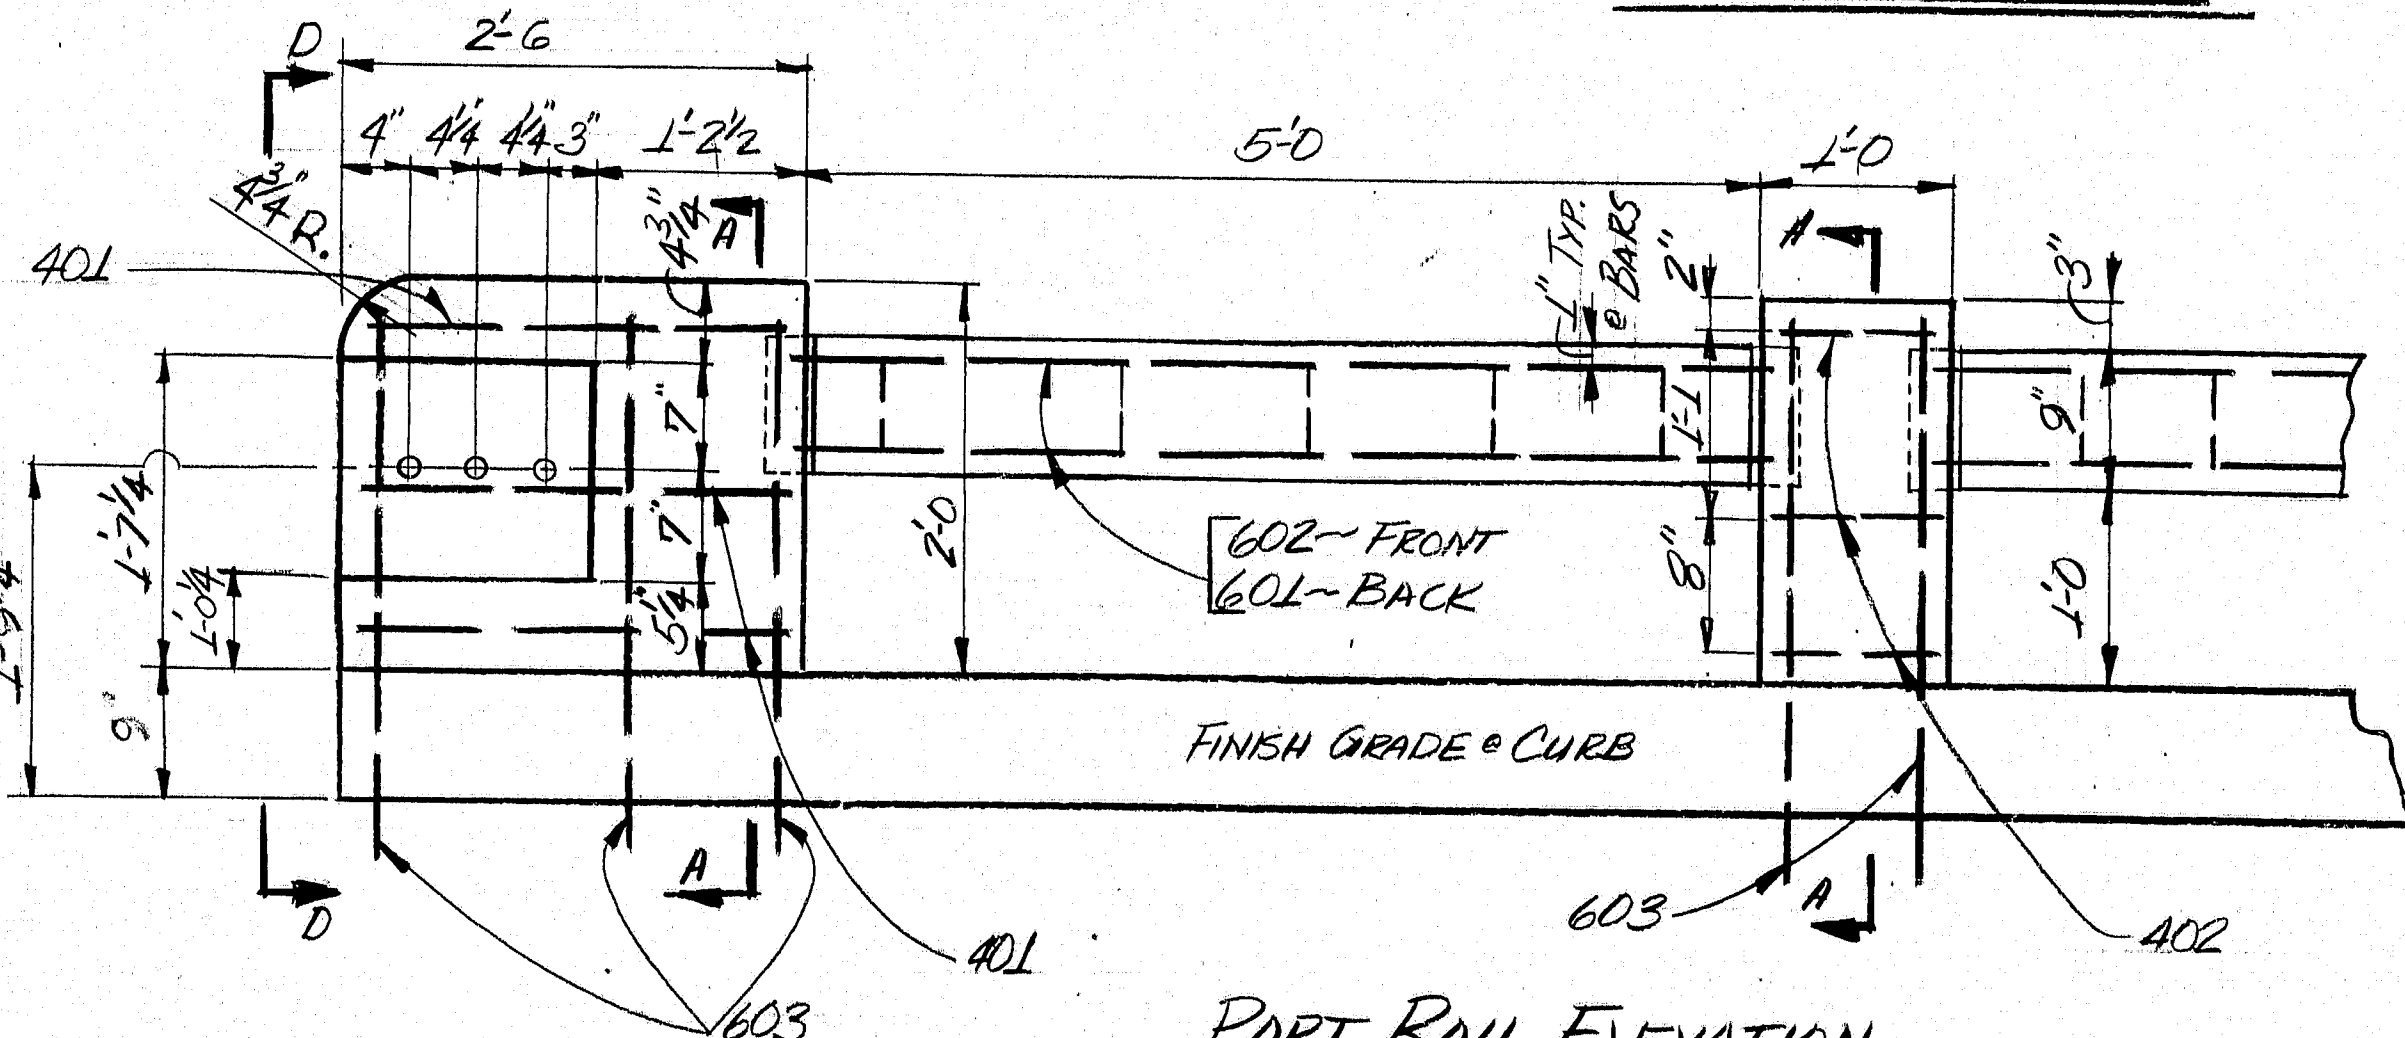 D
2'-6
4" 4¼" 4¼" 3" 1'-2½
5'-0
1'-0
4¾" R.
401
4¾"
A
1" TYP.
@ BARS
2"
A
3"
7"
7"
5¼"
2'-0
1'-7¼
1'-0¼
9"
1'-1
8"
9"
1'-0
602~ FRONT
601~ BACK
FINISH GRADE @ CURB
D
A
401
603
603
A
402
PART RAIL ELEVATION